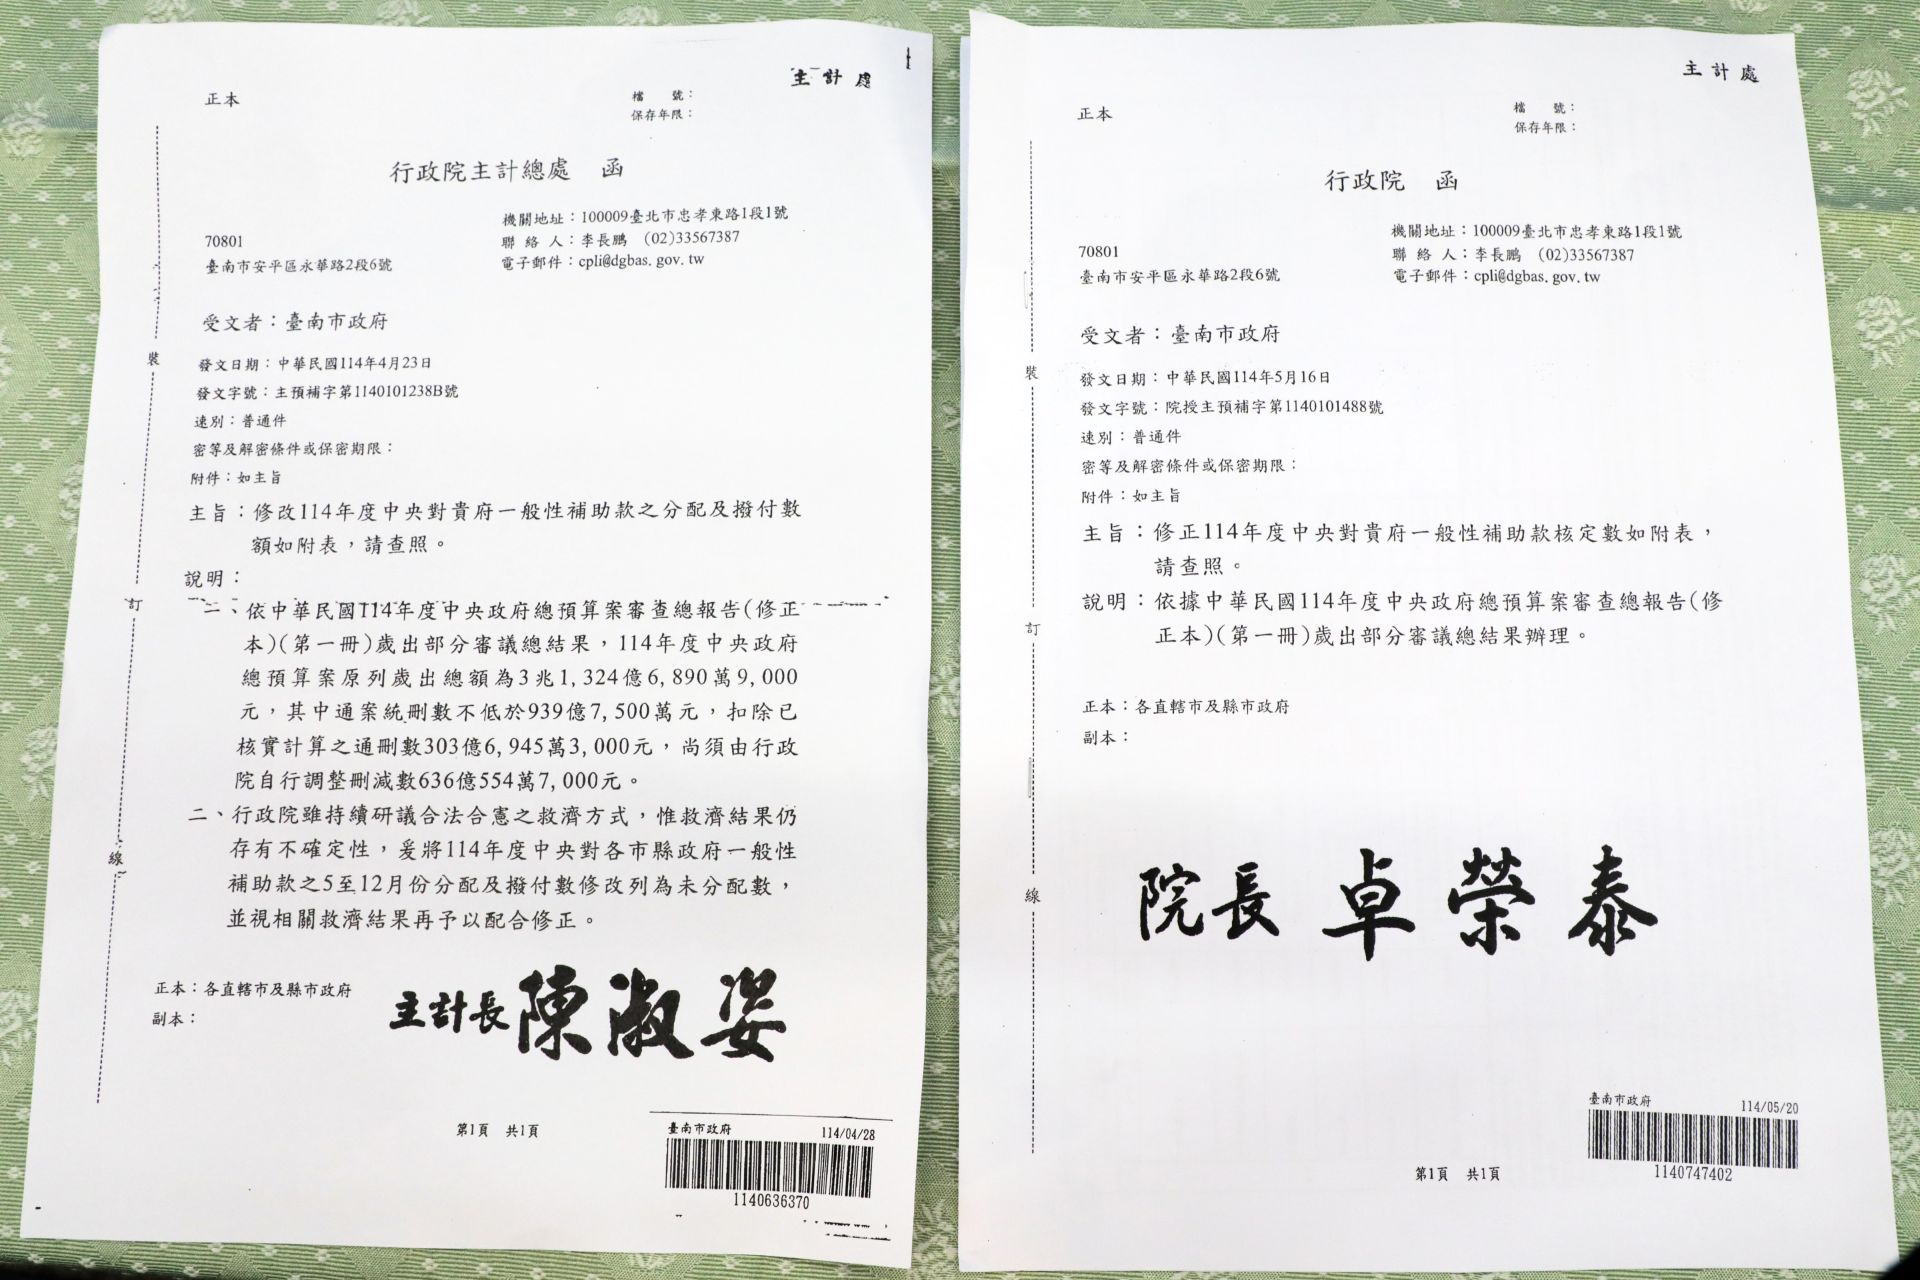 主計處
正本
檔　號：
保存年限：
行政院主計總處　函
機關地址：100009臺北市忠孝東路1段1號
聯 絡 人：李長鵬　(02)33567387
電子郵件：cpli@dgbas.gov.tw
70801
臺南市安平區永華路2段6號
受文者：臺南市政府
發文日期：中華民國114年4月23日
發文字號：主預補字第1140101238B號
速別：普通件
密等及解密條件或保密期限：
附件：如主旨
主旨：修改114年度中央對貴府一般性補助款之分配及撥付數
額如附表，請查照。
說明：
一、依中華民國114年度中央政府總預算案審查總報告(修正
本)(第一冊)歲出部分審議總結果，114年度中央政府
總預算案原列歲出總額為3兆1,324億6,890萬9,000
元，其中通案統刪數不低於939億7,500萬元，扣除已
核實計算之通刪數303億6,945萬3,000元，尚須由行政
院自行調整刪減數636億554萬7,000元。
二、行政院雖持續研議合法合憲之救濟方式，惟救濟結果仍
存有不確定性，爰將114年度中央對各市縣政府一般性
補助款之5至12月份分配及撥付數修改列為未分配數，
並視相關救濟結果再予以配合修正。
正本：各直轄市及縣市政府
副本：
主計長 陳淑姿
裝
訂
線
第1頁　共1頁
臺南市政府　114/04/28
1140636370
主計處
正本
檔　號：
保存年限：
行政院　函
機關地址：100009臺北市忠孝東路1段1號
聯 絡 人：李長鵬　(02)33567387
電子郵件：cpli@dgbas.gov.tw
70801
臺南市安平區永華路2段6號
受文者：臺南市政府
發文日期：中華民國114年5月16日
發文字號：院授主預補字第1140101488號
速別：普通件
密等及解密條件或保密期限：
附件：如主旨
主旨：修正114年度中央對貴府一般性補助款核定數如附表，
請查照。
說明：依據中華民國114年度中央政府總預算案審查總報告(修
正本)(第一冊)歲出部分審議總結果辦理。
正本：各直轄市及縣市政府
副本：
院長 卓榮泰
裝
訂
線
第1頁　共1頁
臺南市政府　114/05/20
1140747402